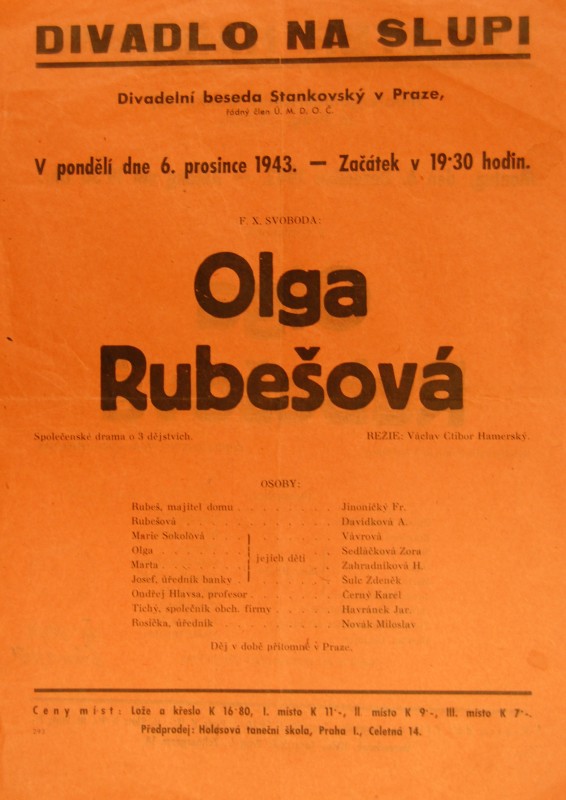 DIVADLO NA SLUPI
Divadelní beseda Stankovský v Praze,
řádný člen Ú. M. D. O. Č.
V pondělí dne 6. prosince 1943. — Začátek v 19·30 hodin.
F. X. SVOBODA:
Olga
Rubešová
Společenské drama o 3 dějstvích. REŽIE: Václav Ctibor Hamerský.
OSOBY:
Rubeš, majitel domu . . . . . . . Jinonický Fr.
Rubešová . . . . . . . . . . Davídková A.
Marie Sokolová . . . . . . . . Vávrová
Olga . . . . . . Sedláčková Zora
Marta . . . . . . jejich děti . . Zahradníková H.
Josef, úředník banky . . . . . . Šulc Zdeněk
Ondřej Hlavsa, profesor . . . . . . Černý Karel
Tichý, společník obch. firmy . . . . . Havránek Jar.
Rosička, úředník . . . . . . . . Novák Miloslav
Děj v době přítomné v Praze.
Ceny míst: Lože a křeslo K 16·80, I. místo K 11·-, II. místo K 9·-, III. místo K 7·-.
Předprodej: Holasova taneční škola, Praha I., Celetná 14.